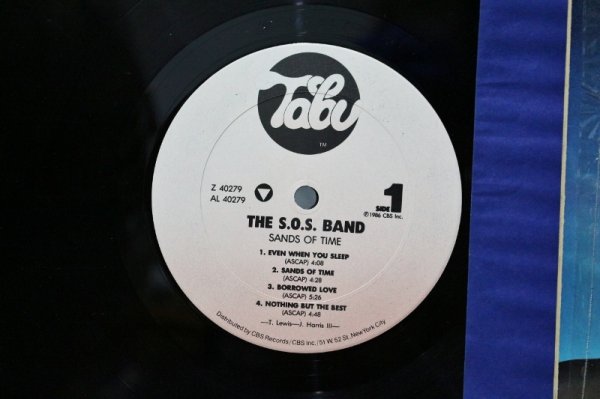 Tabu
TM
Z 40279
AL 40279
SIDE 1
℗1986 CBS Inc.
THE S.O.S. BAND
SANDS OF TIME
1. EVEN WHEN YOU SLEEP
(ASCAP) 4:08
2. SANDS OF TIME
(ASCAP) 4:28
3. BORROWED LOVE
(ASCAP) 5:26
4. NOTHING BUT THE BEST
(ASCAP) 4:48
—T. Lewis—J. Harris III—
Distributed by CBS Records/CBS Inc./51 W. 52 St. New York City